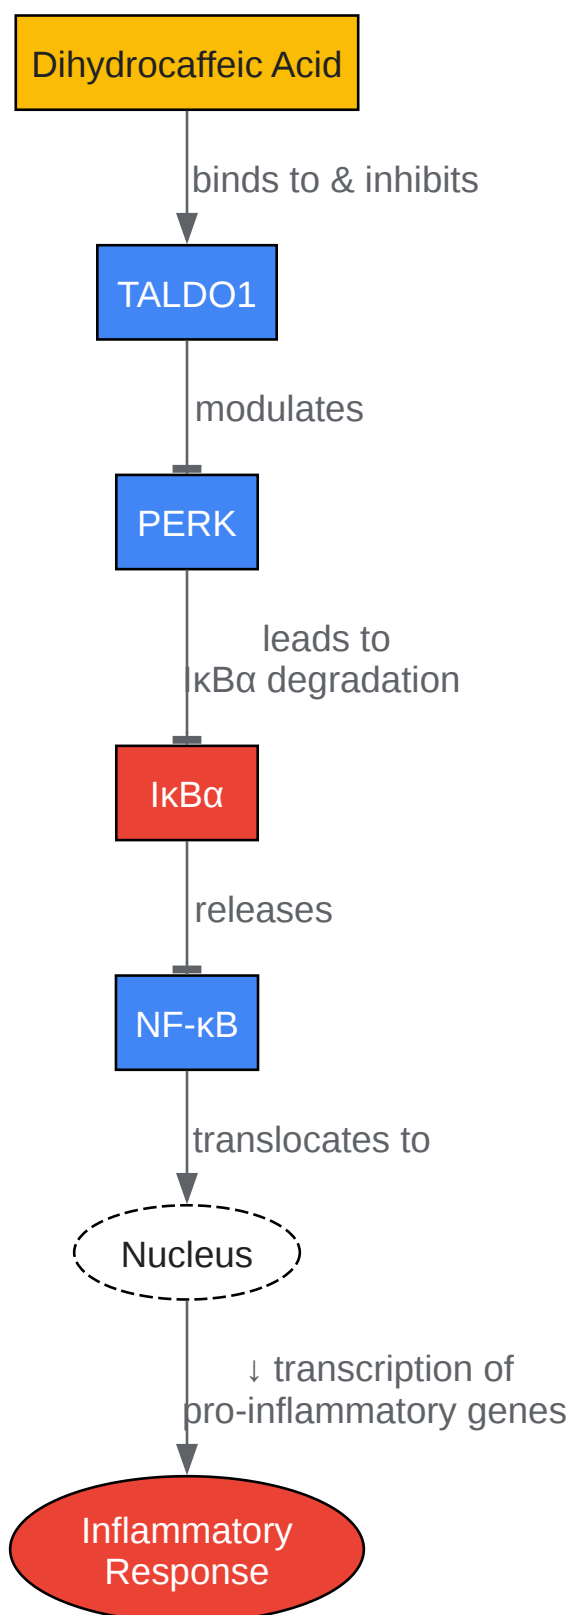 Dihydrocaffeic Acid
binds to & inhibits
TALDO1
modulates
PERK
leads to
IκBα degradation
IκBα
releases
NF-κB
translocates to
Nucleus
↓ transcription of
pro-inflammatory genes
Inflammatory
Response